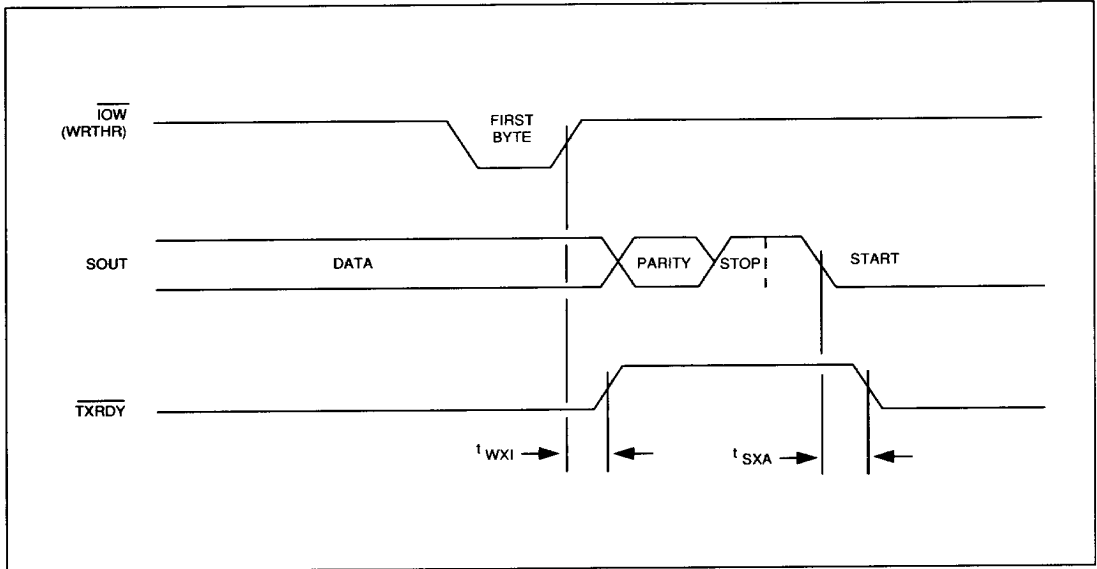 IOW
(WRTHR)
FIRST
BYTE
SOUT
DATA
PARITY
STOP
START
TXRDY
t WXI
t SXA